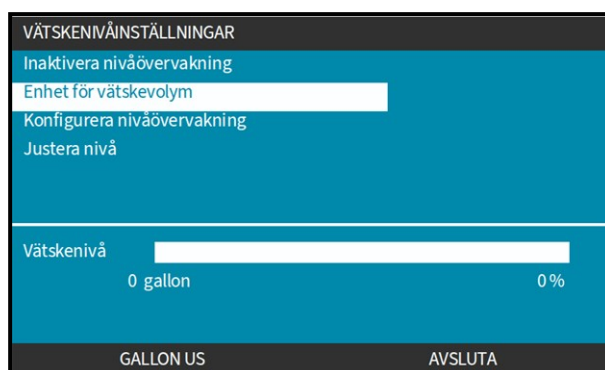 VÄTSKENIVÅINSTÄLLNINGAR
Inaktivera nivåövervakning
Enhet för vätskevolym
Konfigurera nivåövervakning
Justera nivå
Vätskenivå
0 gallon 0 %
GALLON US AVSLUTA